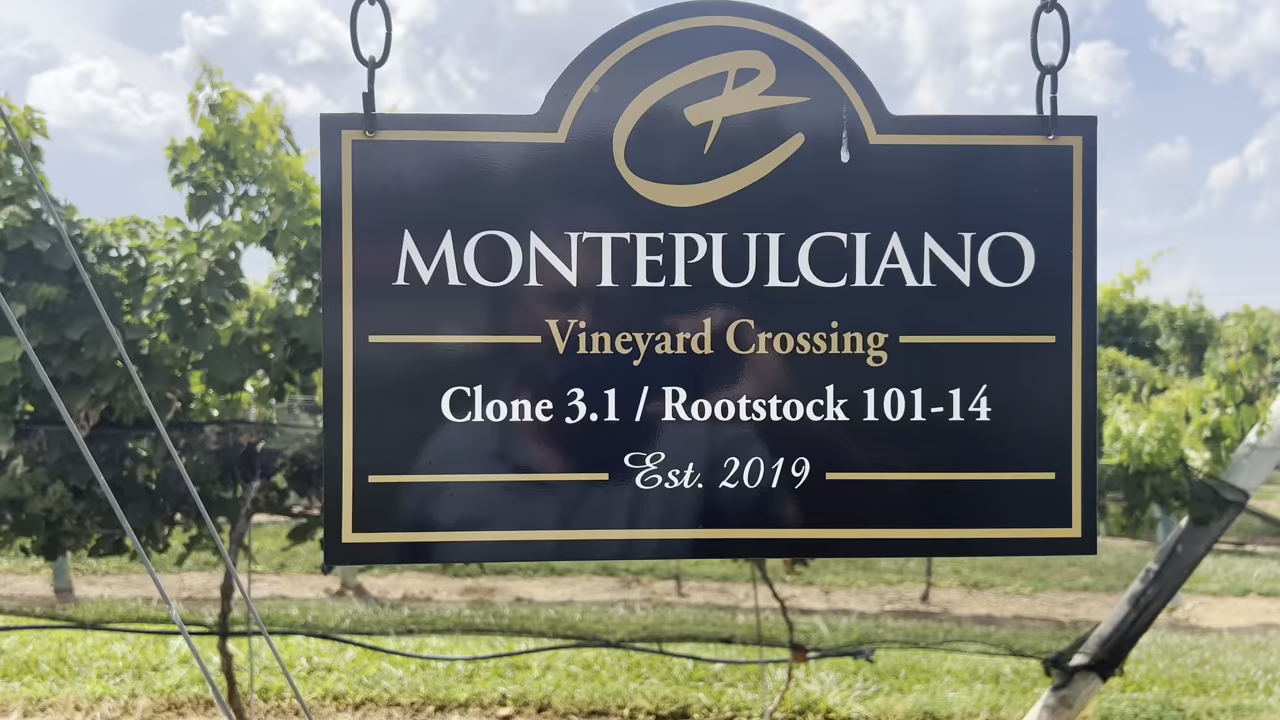 MONTEPULCIANO
Vineyard Crossing
Clone 3.1 / Rootstock 101-14
Est. 2019